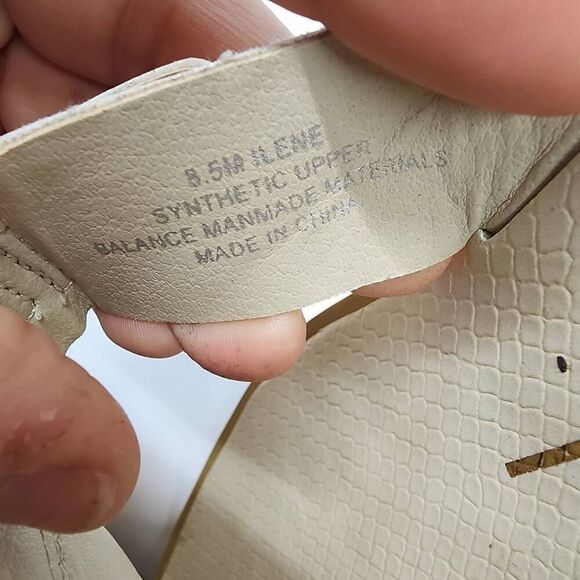 8.5M ILENE
SYNTHETIC UPPER
BALANCE MANMADE MATERIALS
MADE IN CHINA